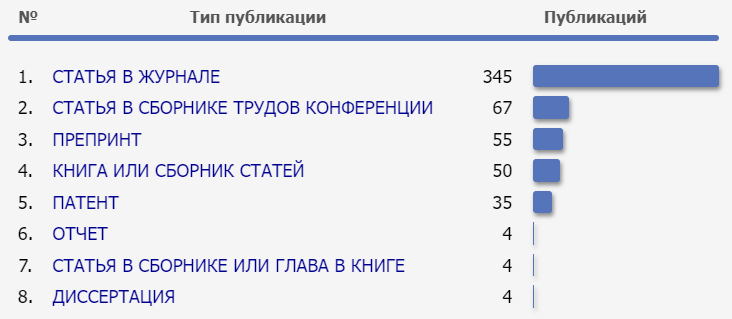 № Тип публикации Публикаций
1. СТАТЬЯ В ЖУРНАЛЕ 345
2. СТАТЬЯ В СБОРНИКЕ ТРУДОВ КОНФЕРЕНЦИИ 67
3. ПРЕПРИНТ 55
4. КНИГА ИЛИ СБОРНИК СТАТЕЙ 50
5. ПАТЕНТ 35
6. ОТЧЕТ 4
7. СТАТЬЯ В СБОРНИКЕ ИЛИ ГЛАВА В КНИГЕ 4
8. ДИССЕРТАЦИЯ 4